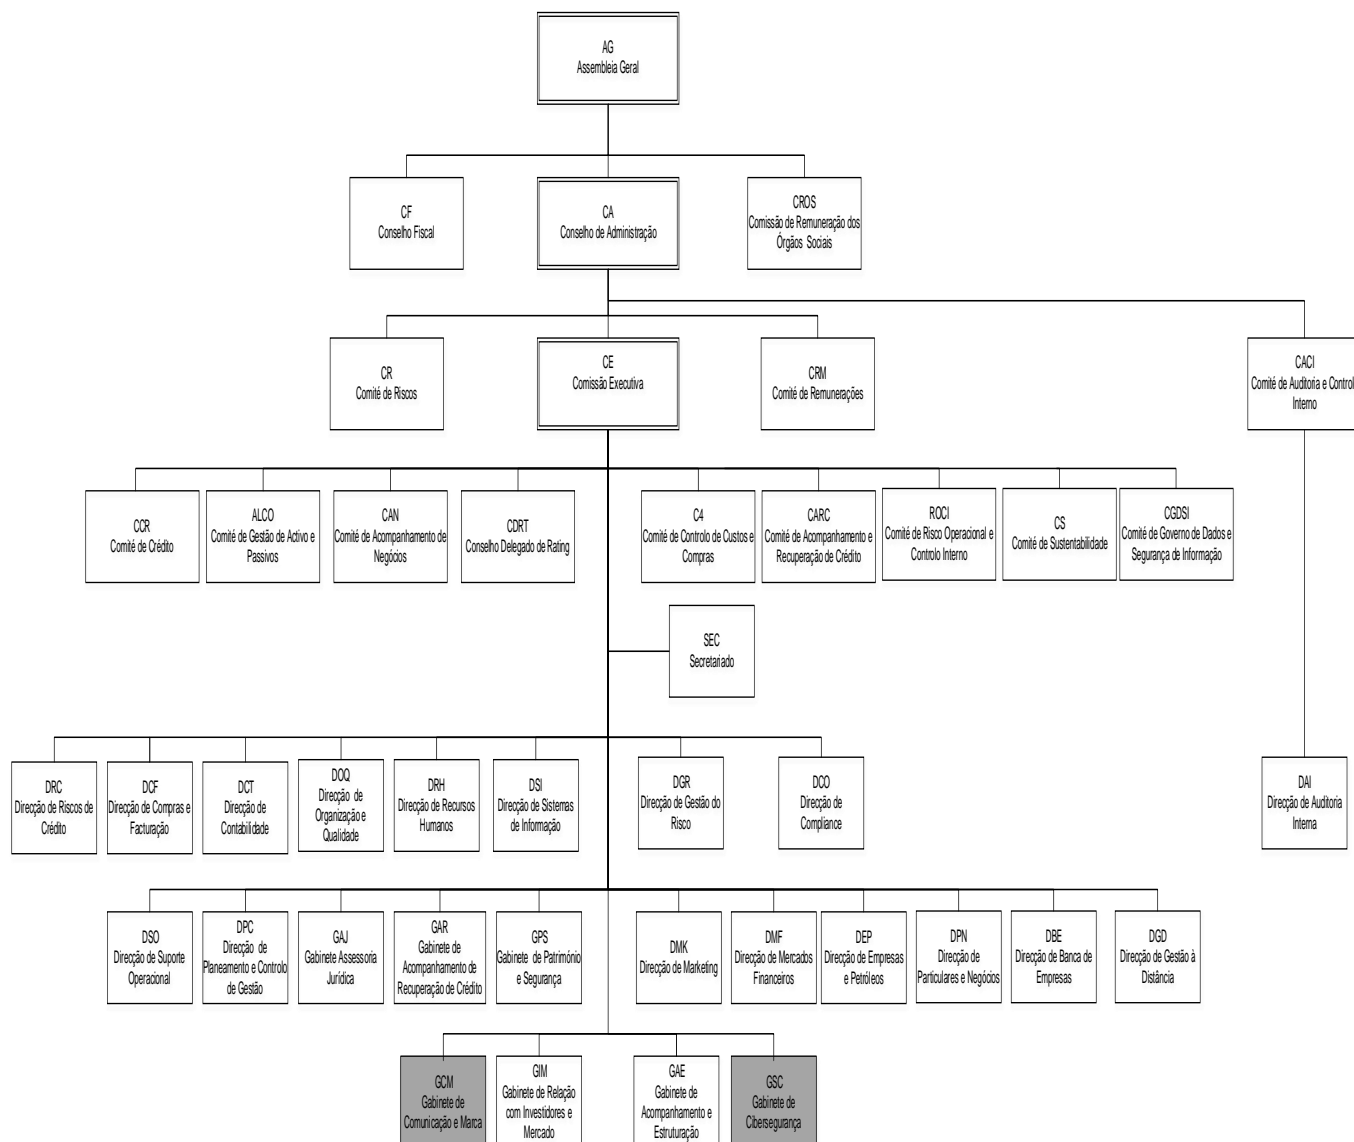 AG
Assembleia Geral
CF
Conselho Fiscal
CA
Conselho de Administração
CROS
Comissão de Remuneração dos
Órgãos Sociais
CR
Comité de Riscos
CE
Comissão Executiva
CRM
Comité de Remunerações
CACI
Comité de Auditoria e Control
Interno
CCR
Comité de Crédito
ALCO
Comité de Gestão de Activo e
Passivos
CAN
Comité de Acompanhamento de
Negócios
CDRT
Conselho Delegado de Rating
C4
Comité de Controlo de Custos e
Compras
CARC
Comité de Acompanhamento e
Recuperação de Crédito
ROCI
Comité de Risco Operacional e
Controlo Interno
CS
Comité de Sustentabilidade
CGDSI
Comité de Governo de Dados e
Segurança de Informação
SEC
Secretariado
DRC
Direcção de Riscos de
Crédito
DCF
Direcção de Compras e
Facturação
DCT
Direcção de
Contabilidade
DOQ
Direcção de
Organização e
Qualidade
DRH
Direcção de Recursos
Humanos
DSI
Direcção de Sistemas
de Informação
DGR
Direcção de Gestão do
Risco
DCO
Direcção de
Compliance
DAI
Direcção de Auditoria
Interna
DSO
Direcção de Suporte
Operacional
DPC
Direcção de
Planeamento e Controlo
de Gestão
GAJ
Gabinete Assessoria
Jurídica
GAR
Gabinete de
Acompanhamento de
Recuperação de Crédito
GPS
Gabinete de Património
e Segurança
DMK
Direcção de Marketing
DMF
Direcção de Mercados
Financeiros
DEP
Direcção de Empresas
e Petróleos
DPN
Direcção de
Particulares e Negócios
DBE
Direcção de Banca de
Empresas
DGD
Direcção de Gestão à
Distância
GCM
Gabinete de
Comunicação e Marca
GIM
Gabinete de Relação
com Investidores e
Mercado
GAE
Gabinete de
Acompanhamento e
Estruturação
GSC
Gabinete de
Cibersegurança